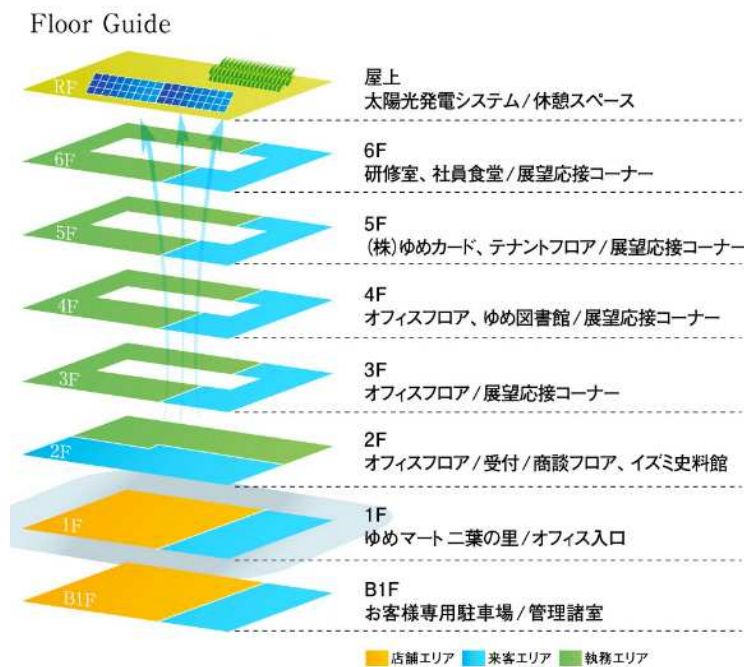 Floor Guide
RF
屋上
太陽光発電システム/休憩スペース
6F
6F
研修室、社員食堂/展望応接コーナー
5F
5F
(株)ゆめカード、テナントフロア/展望応接コーナー
4F
4F
オフィスフロア、ゆめ図書館/展望応接コーナー
3F
3F
オフィスフロア/展望応接コーナー
2F
2F
オフィスフロア/受付/商談フロア、イズミ史料館
1F
1F
ゆめマート二葉の里/オフィス入口
B1F
B1F
お客様専用駐車場/管理諸室
店舗エリア 来客エリア 執務エリア